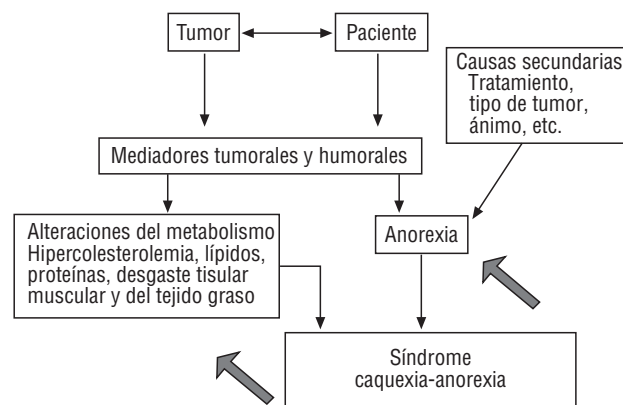 Tumor
Paciente
Causas secundarias:
Tratamiento,
tipo de tumor,
ánimo, etc.
Mediadores tumorales y humorales
Alteraciones del metabolismo
Hipercolesterolemia, lípidos,
proteínas, desgaste tisular
muscular y del tejido graso
Anorexia
Síndrome
caquexia-anorexia